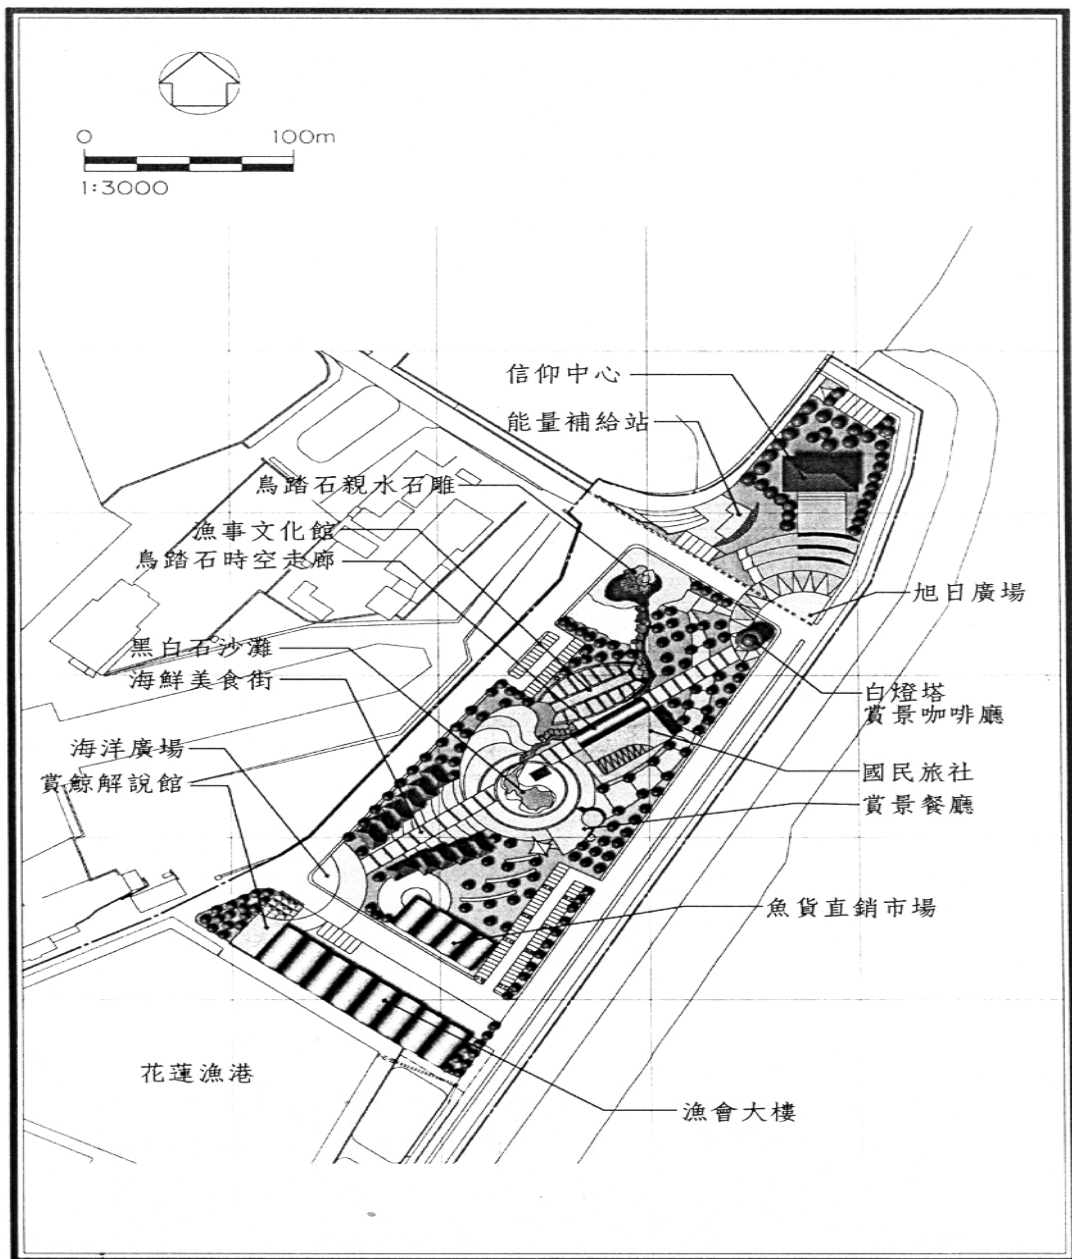 0 100m
1:3000
信仰中心
能量補給站
鳥踏石親水石雕
漁事文化館
鳥踏石時空走廊
旭日廣場
黑白石沙灘
海鮮美食街
白燈塔
賞景咖啡廳
海洋廣場
賞鯨解說館
國民旅社
賞景餐廳
魚貨直銷市場
花蓮漁港
漁會大樓